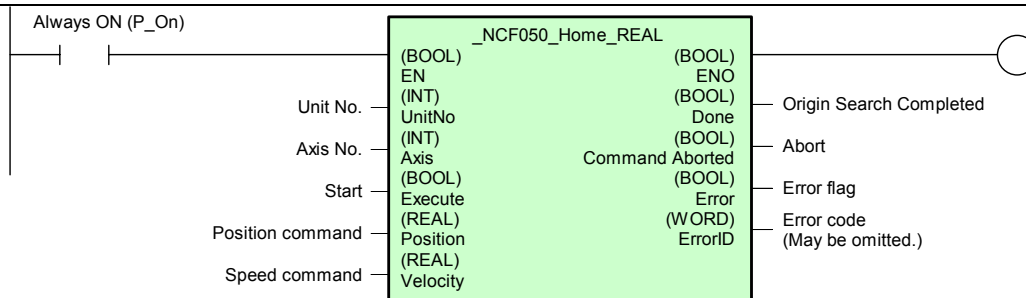 Always ON (P_On)
_NCF050_Home_REAL
(BOOL) (BOOL)
EN ENO
(INT) (BOOL)
Unit No. UnitNo Done Origin Search Completed
(INT) (BOOL)
Axis No. Axis Command Aborted Abort
(BOOL) (BOOL)
Start Execute Error Error flag
(REAL) (WORD)
Position command Position ErrorID Error code
(May be omitted.)
(REAL)
Speed command Velocity